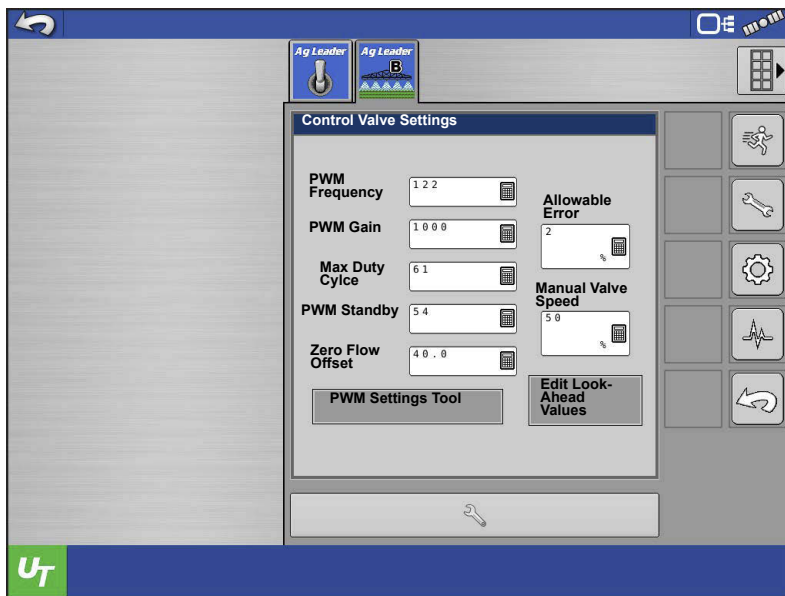 Ag Leader
Ag Leader
B
Control Valve Settings
PWM
Frequency
122
PWM Gain
1000
Max Duty
Cylce
61
PWM Standby
54
Zero Flow
Offset
40.0
Allowable
Error
2
%
Manual Valve
Speed
50
%
PWM Settings Tool
Edit Look-
Ahead
Values
UT